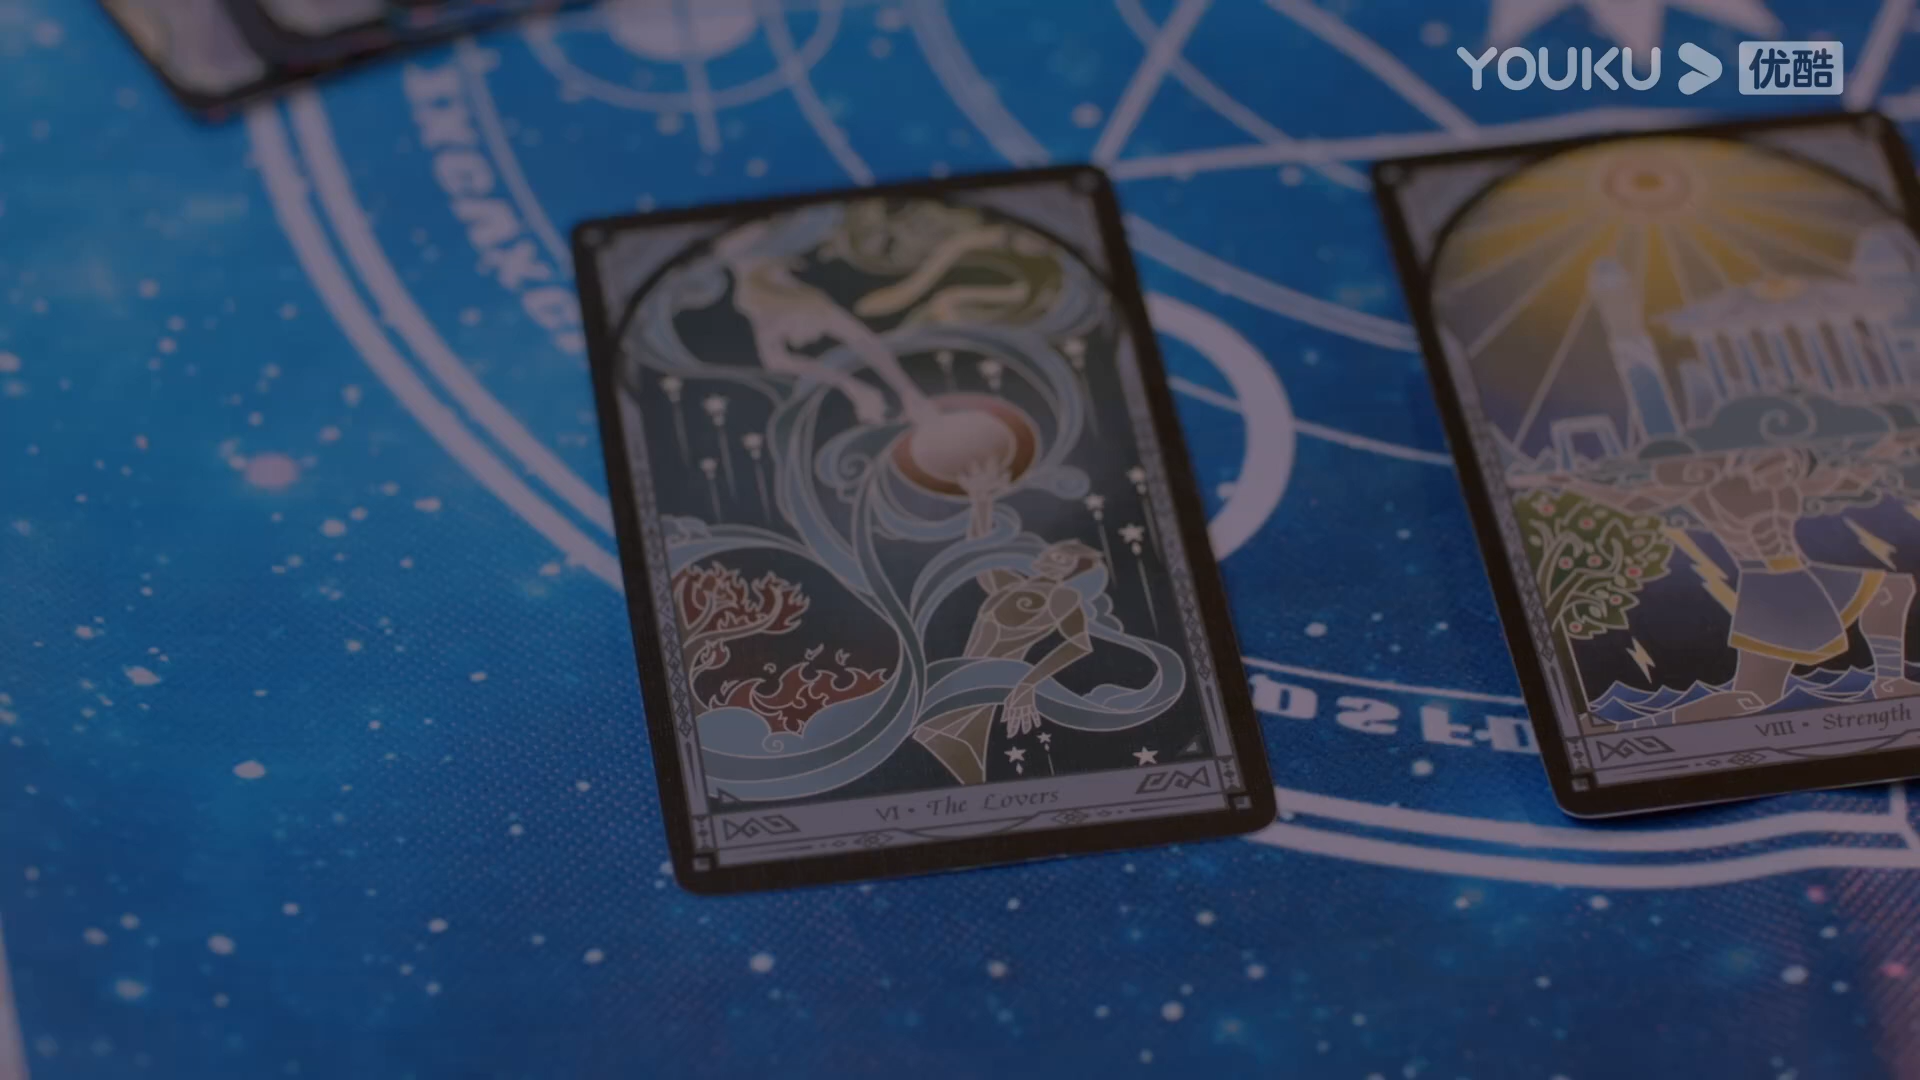 YOUKU 优酷
VI • The Lovers
VIII • Strength